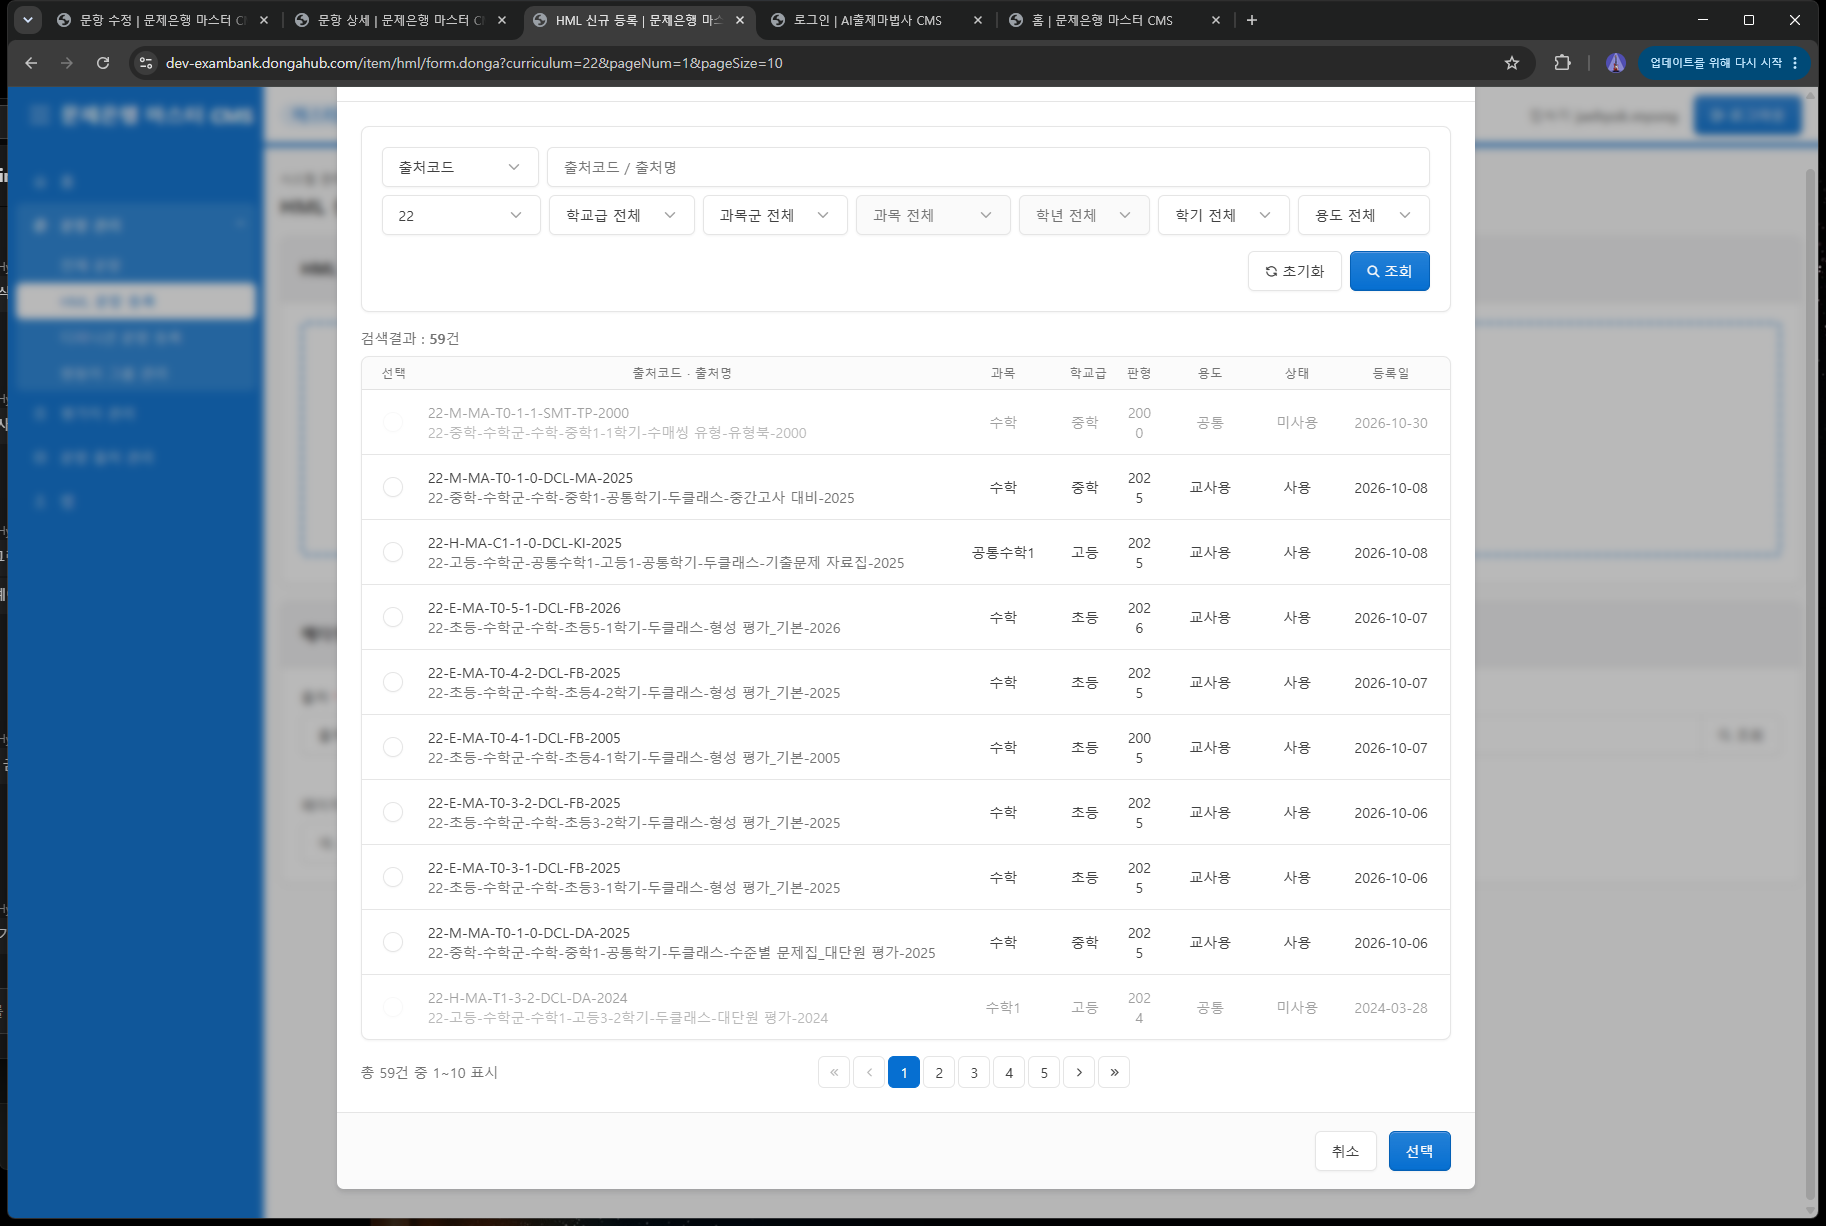 문항 수정 | 문제은행 마스터 C
문항 상세 | 문제은행 마스터 C
HML 신규 등록 | 문제은행 마스
로그인 | AI출제마법사 CMS
홈 | 문제은행 마스터 CMS
dev-exambank.dongahub.com/item/hml/form.donga?curriculum=22&pageNum=1&pageSize=10
업데이트를 위해 다시 시작
문제은행 마스터 CMS
출처코드
출처코드 / 출처명
22 학교급 전체 과목군 전체 과목 전체 학년 전체 학기 전체 용도 전체
초기화 조회
검색결과 : 59건
선택 출처코드 · 출처명 과목 학교급 판형 용도 상태 등록일
22-M-MA-T0-1-1-SMT-TP-2000
22-중학-수학군-수학-중학1-1학기-수매씽 유형-유형북-2000
수학 중학 2000 공통 미사용 2026-10-30
22-M-MA-T0-1-0-DCL-MA-2025
22-중학-수학군-수학-중학1-공통학기-두클래스-중간고사 대비-2025
수학 중학 2025 교사용 사용 2026-10-08
22-H-MA-C1-1-0-DCL-KI-2025
22-고등-수학군-공통수학1-고등1-공통학기-두클래스-기출문제 자료집-2025
공통수학1 고등 2025 교사용 사용 2026-10-08
22-E-MA-T0-5-1-DCL-FB-2026
22-초등-수학군-수학-초등5-1학기-두클래스-형성 평가_기본-2026
수학 초등 2026 교사용 사용 2026-10-07
22-E-MA-T0-4-2-DCL-FB-2025
22-초등-수학군-수학-초등4-2학기-두클래스-형성 평가_기본-2025
수학 초등 2025 교사용 사용 2026-10-07
22-E-MA-T0-4-1-DCL-FB-2005
22-초등-수학군-수학-초등4-1학기-두클래스-형성 평가_기본-2005
수학 초등 2005 교사용 사용 2026-10-07
22-E-MA-T0-3-2-DCL-FB-2025
22-초등-수학군-수학-초등3-2학기-두클래스-형성 평가_기본-2025
수학 초등 2025 교사용 사용 2026-10-06
22-E-MA-T0-3-1-DCL-FB-2025
22-초등-수학군-수학-초등3-1학기-두클래스-형성 평가_기본-2025
수학 초등 2025 교사용 사용 2026-10-06
22-M-MA-T0-1-0-DCL-DA-2025
22-중학-수학군-수학-중학1-공통학기-두클래스-수준별 문제집_대단원 평가-2025
수학 중학 2025 교사용 사용 2026-10-06
22-H-MA-T1-3-2-DCL-DA-2024
22-고등-수학군-수학1-고등3-2학기-두클래스-대단원 평가-2024
수학1 고등 2024 공통 미사용 2024-03-28
총 59건 중 1~10 표시
« ‹ 1 2 3 4 5 › »
취소 선택